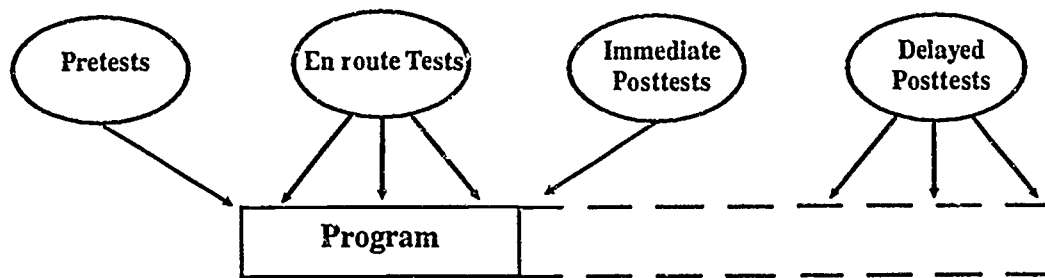 Pretests
En route Tests
Immediate
Posttests
Delayed
Posttests
Program